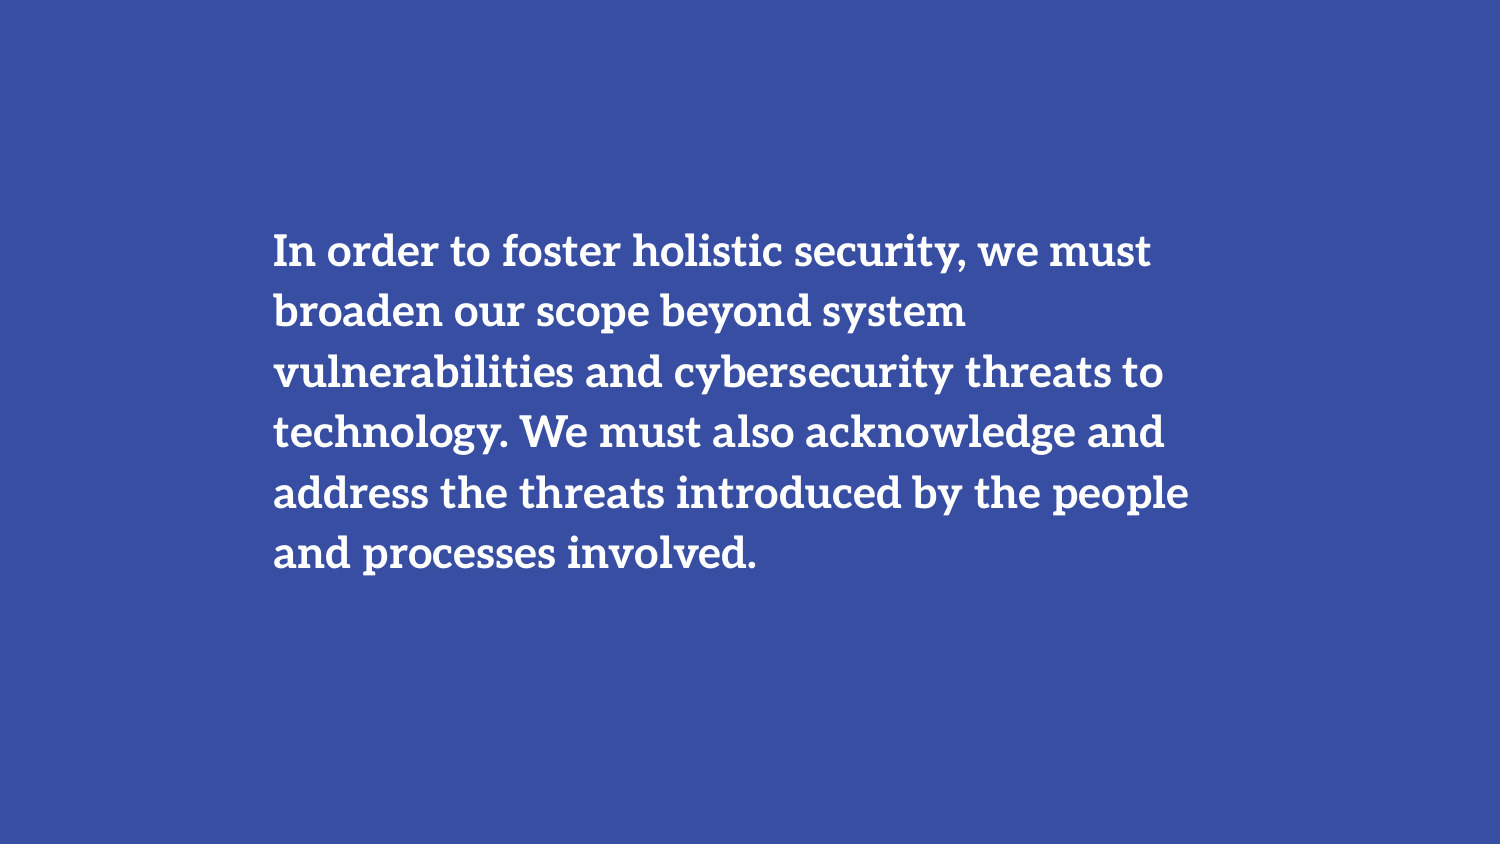 In order to foster holistic security, we must
broaden our scope beyond system
vulnerabilities and cybersecurity threats to
technology. We must also acknowledge and
address the threats introduced by the people
and processes involved.